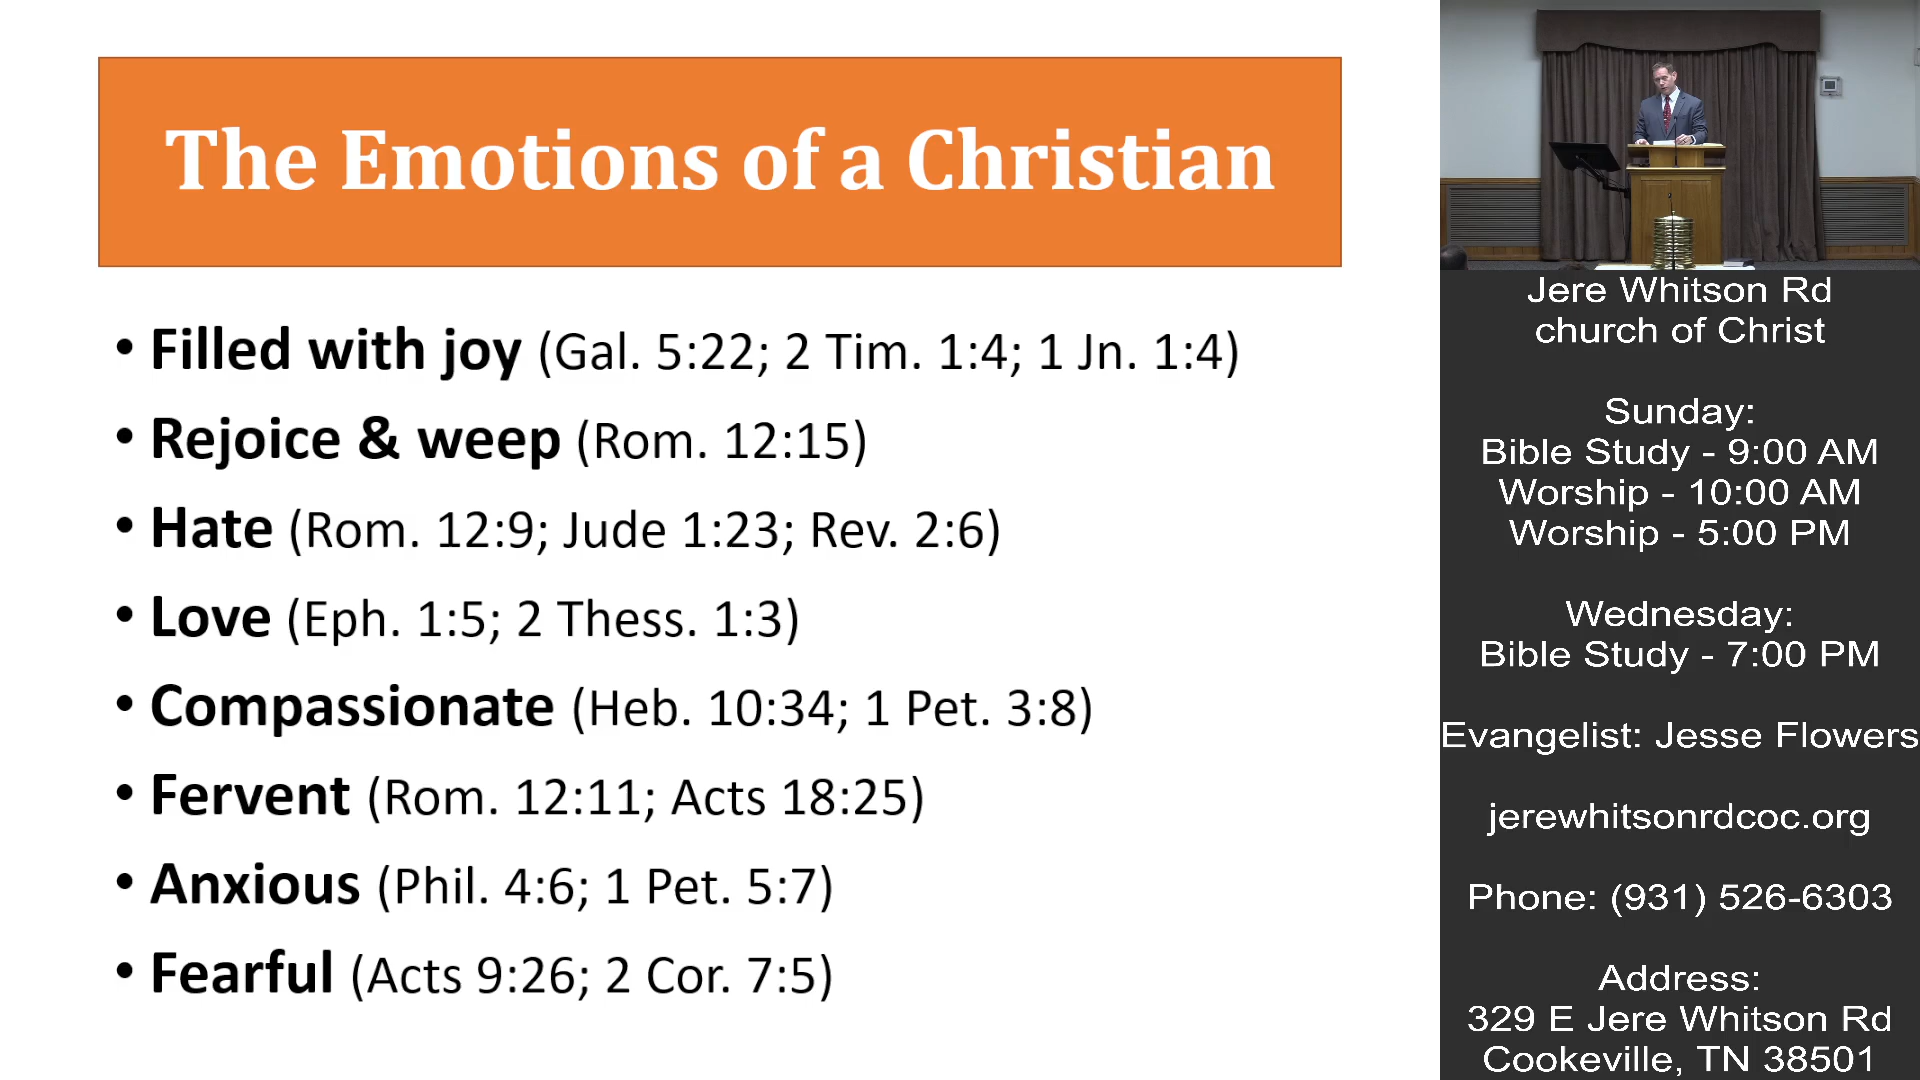 The Emotions of a Christian
• Filled with joy (Gal. 5:22; 2 Tim. 1:4; 1 Jn. 1:4)
• Rejoice & weep (Rom. 12:15)
• Hate (Rom. 12:9; Jude 1:23; Rev. 2:6)
• Love (Eph. 1:5; 2 Thess. 1:3)
• Compassionate (Heb. 10:34; 1 Pet. 3:8)
• Fervent (Rom. 12:11; Acts 18:25)
• Anxious (Phil. 4:6; 1 Pet. 5:7)
• Fearful (Acts 9:26; 2 Cor. 7:5)
Jere Whitson Rd
church of Christ
Sunday:
Bible Study - 9:00 AM
Worship - 10:00 AM
Worship - 5:00 PM
Wednesday:
Bible Study - 7:00 PM
Evangelist: Jesse Flowers
jerewhitsonrdcoc.org
Phone: (931) 526-6303
Address:
329 E Jere Whitson Rd
Cookeville, TN 38501